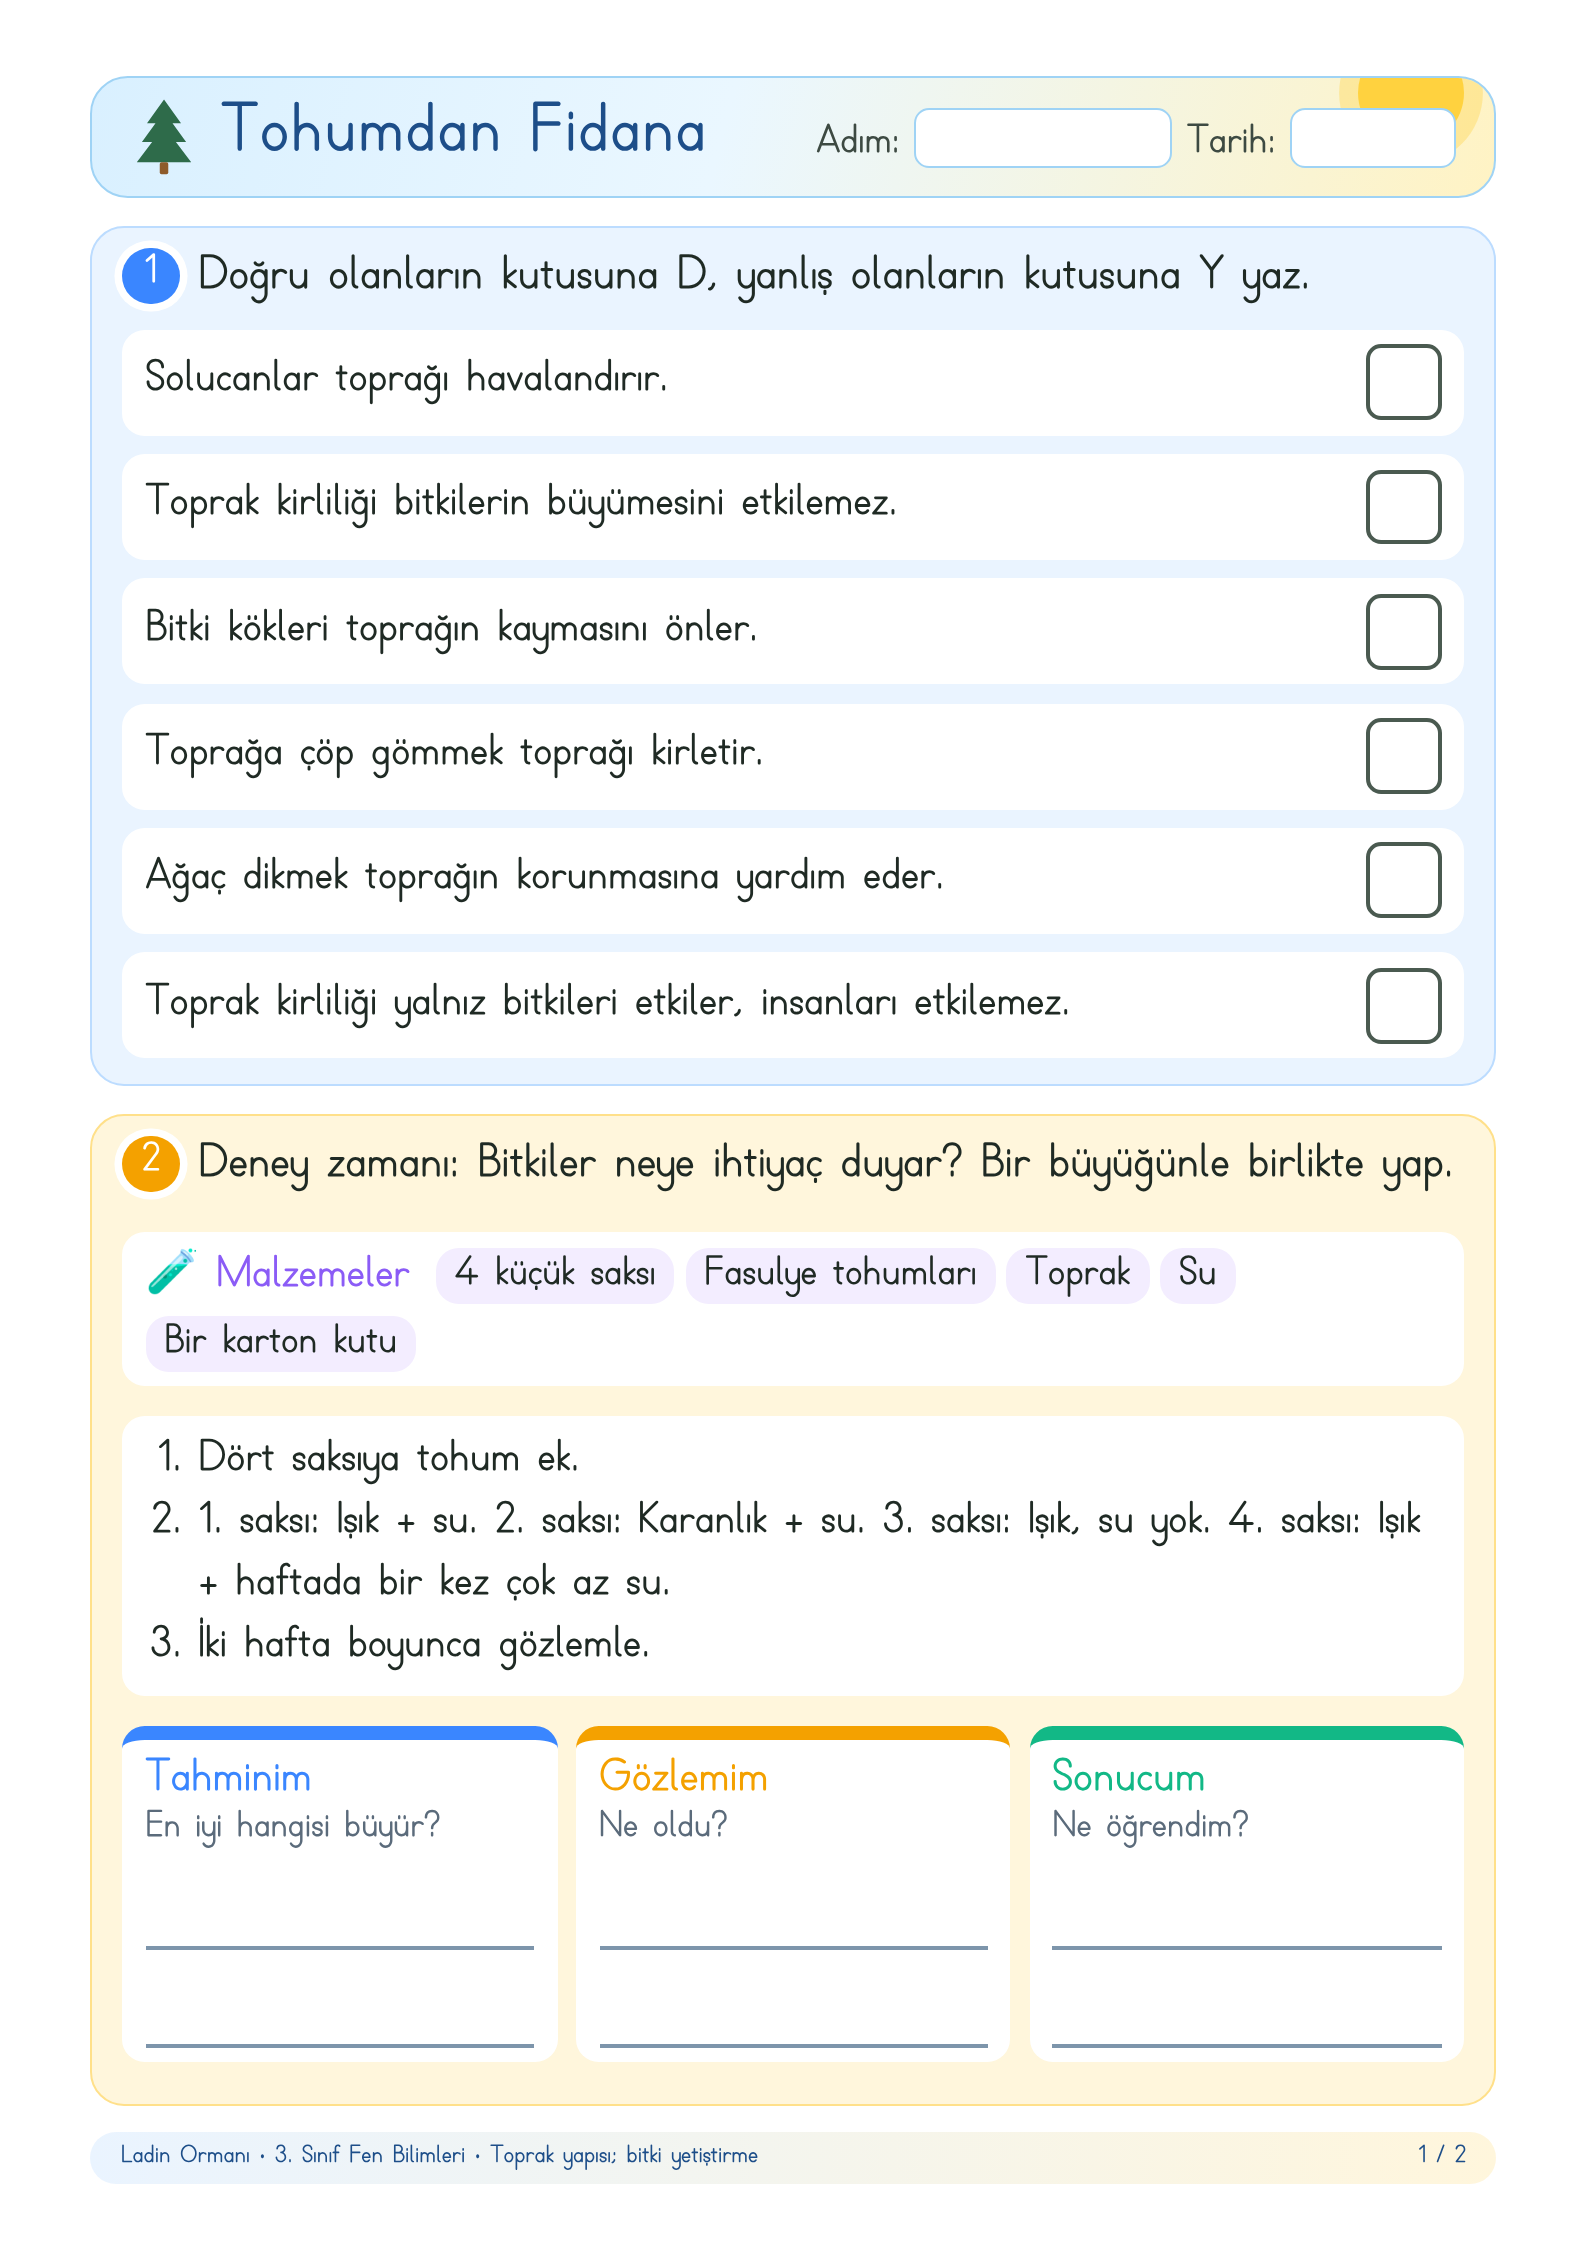 Tohumdan Fidana
Adım:
Tarih:
1 Doğru olanların kutusuna D, yanlış olanların kutusuna Y yaz.
Solucanlar toprağı havalandırır.
Toprak kirliliği bitkilerin büyümesini etkilemez.
Bitki kökleri toprağın kaymasını önler.
Toprağa çöp gömmek toprağı kirletir.
Ağaç dikmek toprağın korunmasına yardım eder.
Toprak kirliliği yalnız bitkileri etkiler, insanları etkilemez.
2 Deney zamanı: Bitkiler neye ihtiyaç duyar? Bir büyüğünle birlikte yap.
Malzemeler 4 küçük saksı Fasulye tohumları Toprak Su
Bir karton kutu
1. Dört saksıya tohum ek.
2. 1. saksı: Işık + su. 2. saksı: Karanlık + su. 3. saksı: Işık, su yok. 4. saksı: Işık
+ haftada bir kez çok az su.
3. İki hafta boyunca gözlemle.
Tahminim
En iyi hangisi büyür?
Gözlemim
Ne oldu?
Sonucum
Ne öğrendim?
Ladin Ormanı • 3. Sınıf Fen Bilimleri • Toprak yapısı; bitki yetiştirme
1 / 2